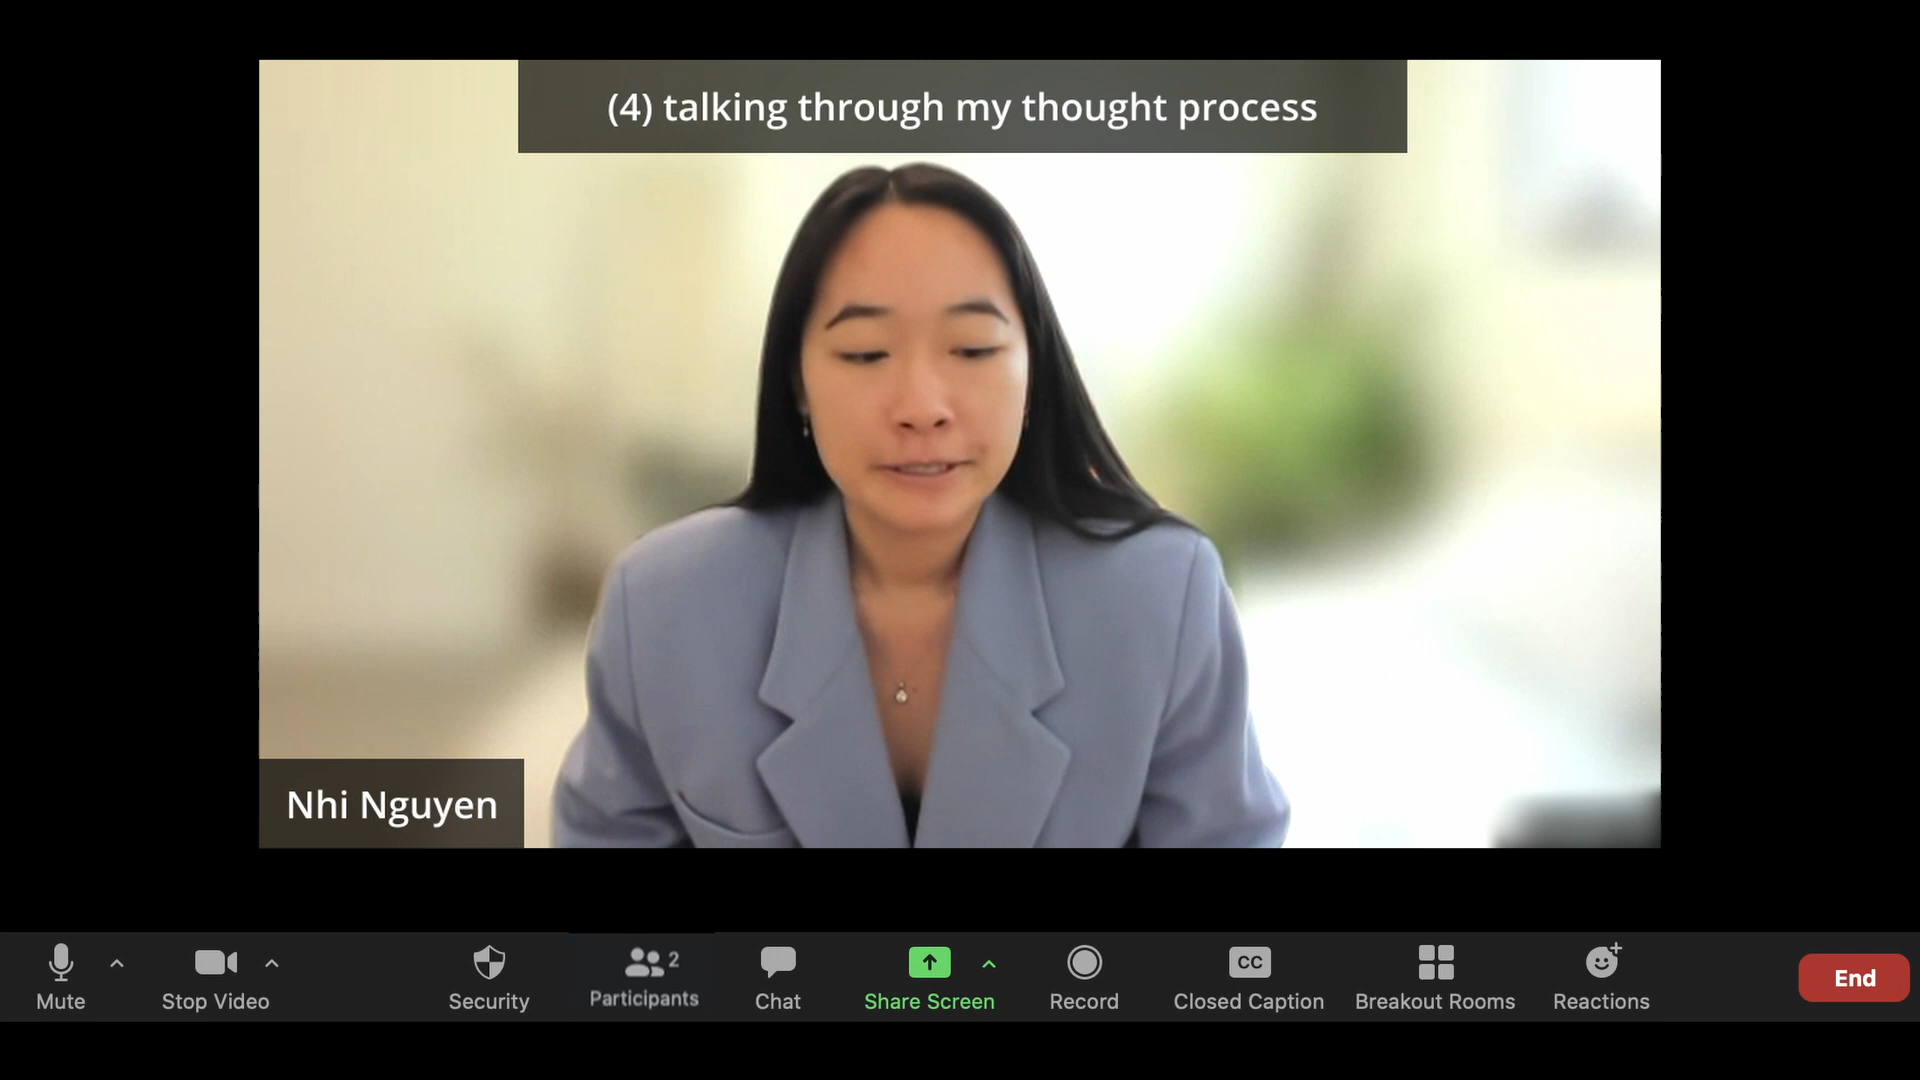 (4) talking through my thought process
Nhi Nguyen
2
CC
Mute
Stop Video
Security
Participants
Chat
Share Screen
Record
Closed Caption
Breakout Rooms
Reactions
End